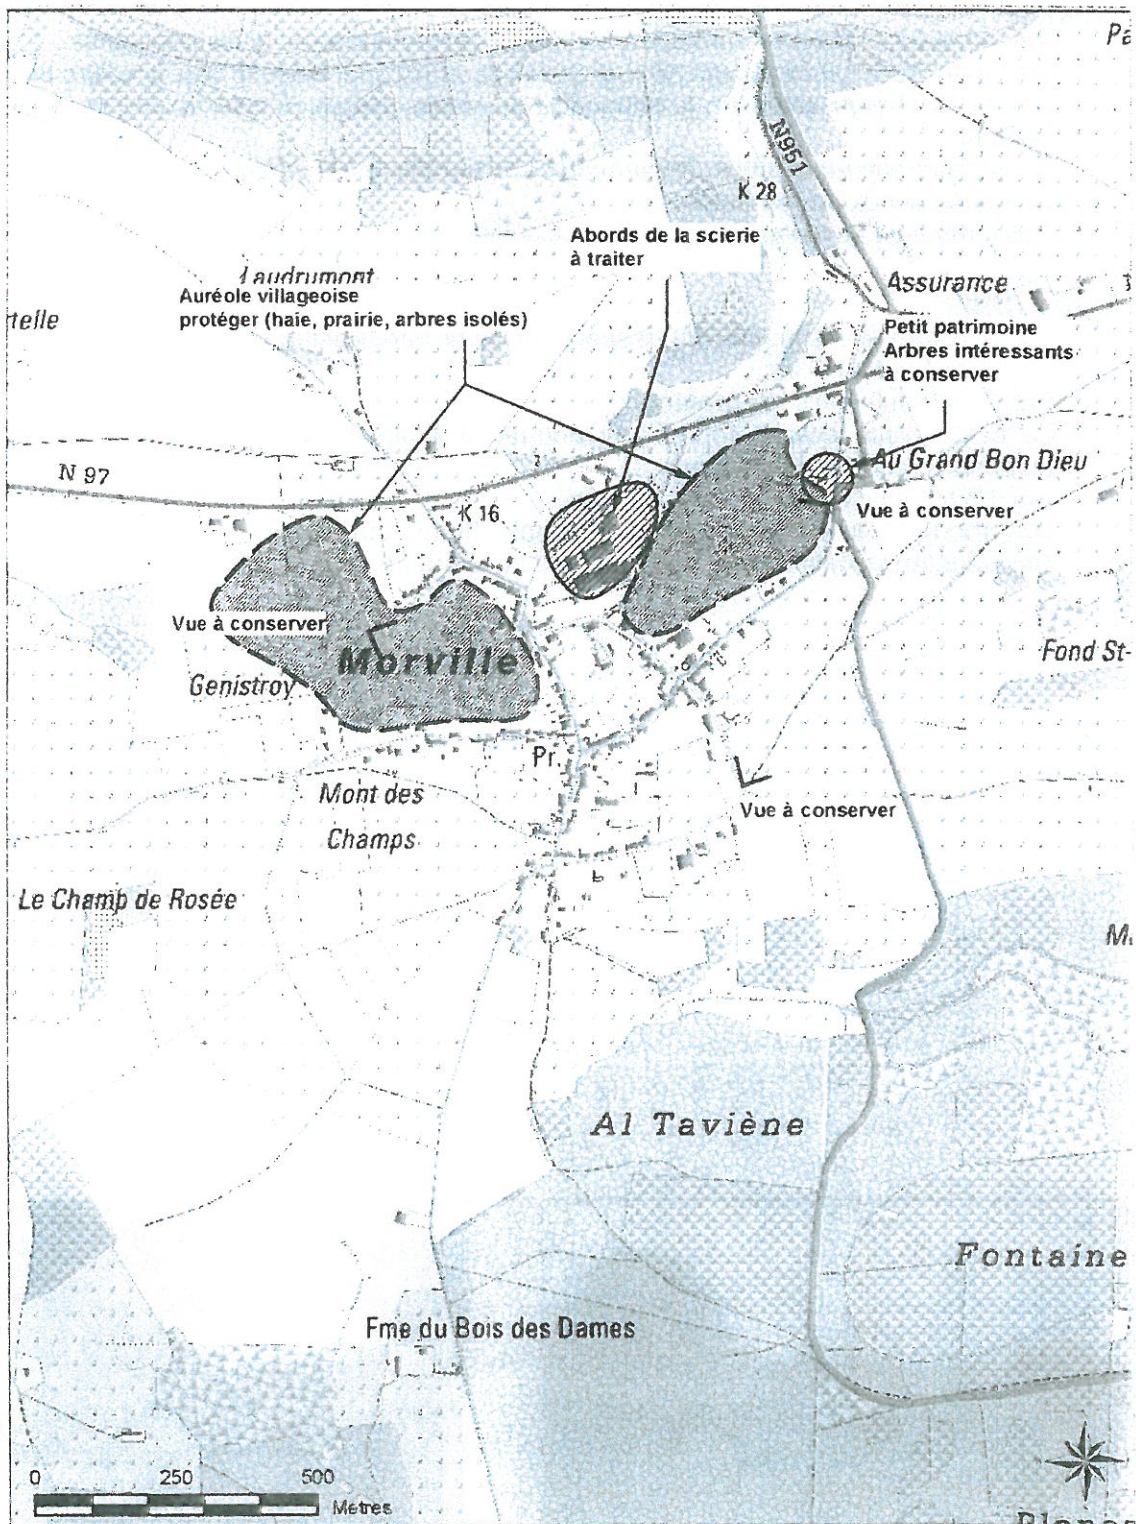 N951
K 28
Abords de la scierie
à traiter
Laudrumont
Auréole villageoise
protéger (haie, prairie, arbres isolés)
Assurance
telle
Petit patrimoine
Arbres intéressants
à conserver
N 97
Au Grand Bon Dieu
K 16
Vue à conserver
Vue à conserver
Morville
Fond St-
Genistroy
Pr.
Mont des
Champs
Vue à conserver
Le Champ de Rosée
Al Taviène
Fontaine
Fme du Bois des Dames
0 250 500
Metres